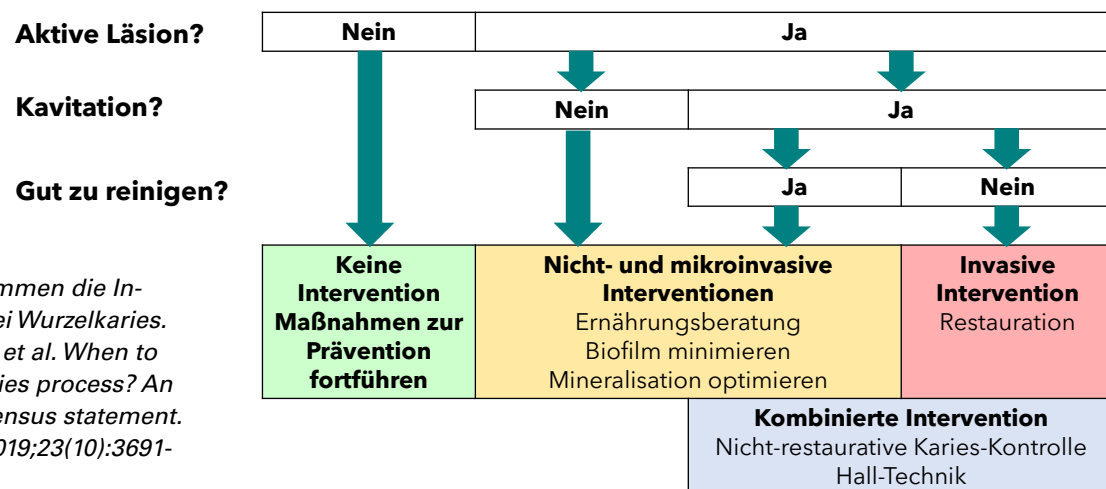 Aktive Läsion?
Nein
Ja
Kavitation?
Nein
Ja
Gut zu reinigen?
Ja
Nein
Keine
Intervention
Maßnahmen zur
Prävention
fortführen
Nicht- und mikroinvasive
Interventionen
Ernährungsberatung
Biofilm minimieren
Mineralisation optimieren
Invasive
Intervention
Restauration
Kombinierte Intervention
Nicht-restaurative Karies-Kontrolle
Hall-Technik
mmen die In-
ei Wurzelkaries.
et al. When to
ies process? An
ensus statement.
019;23(10):3691-